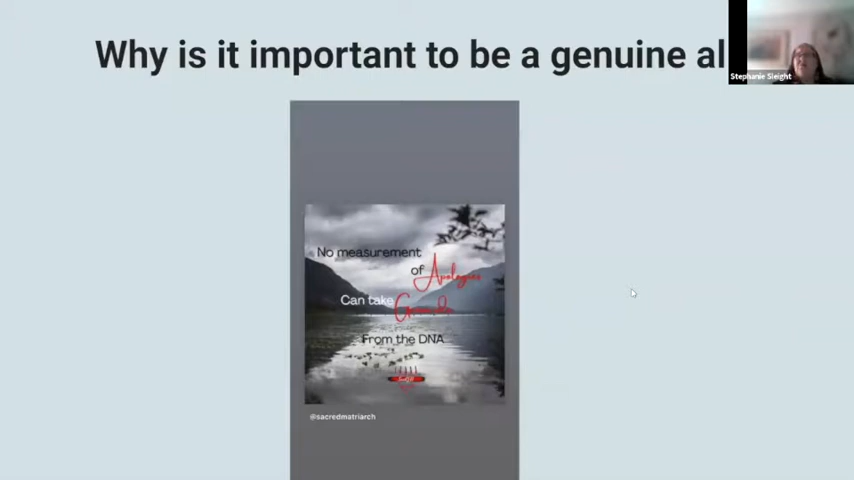 Why is it important to be a genuine al
Stephanie Sleight
No measurement
of Apologies
Can take
From the DNA
@sacredmatriarch